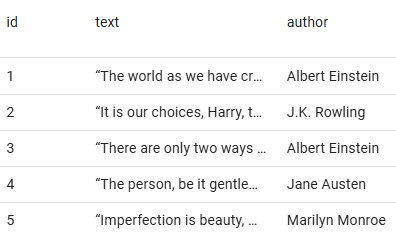 id text author
1 “The world as we have cr... Albert Einstein
2 “It is our choices, Harry, t... J.K. Rowling
3 “There are only two ways ... Albert Einstein
4 “The person, be it gentle... Jane Austen
5 “Imperfection is beauty, ... Marilyn Monroe